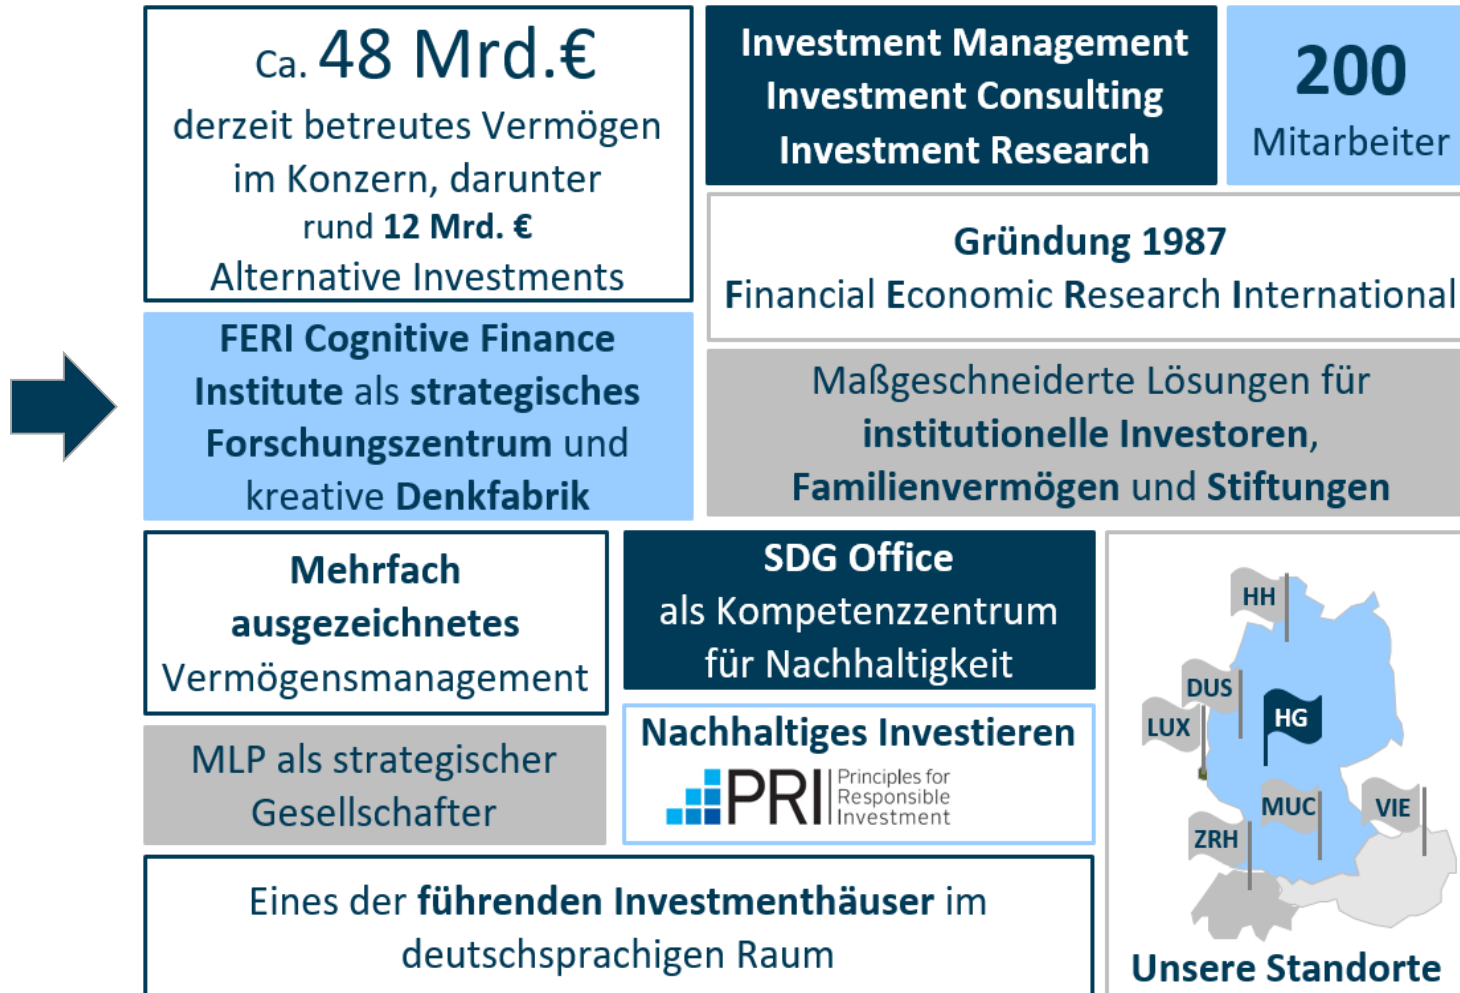 Ca. 48 Mrd.€
derzeit betreutes Vermögen
im Konzern, darunter
rund 12 Mrd. €
Alternative Investments
Investment Management
Investment Consulting
Investment Research
200
Mitarbeiter
Gründung 1987
Financial Economic Research International
FERI Cognitive Finance
Institute als strategisches
Forschungszentrum und
kreative Denkfabrik
Maßgeschneiderte Lösungen für
institutionelle Investoren,
Familienvermögen und Stiftungen
Mehrfach
ausgezeichnetes
Vermögensmanagement
SDG Office
als Kompetenzzentrum
für Nachhaltigkeit
MLP als strategischer
Gesellschafter
Nachhaltiges Investieren
PRI
Principles for
Responsible
Investment
Eines der führenden Investmenthäuser im
deutschsprachigen Raum
HH
DUS
LUX
HG
MUC
VIE
ZRH
Unsere Standorte